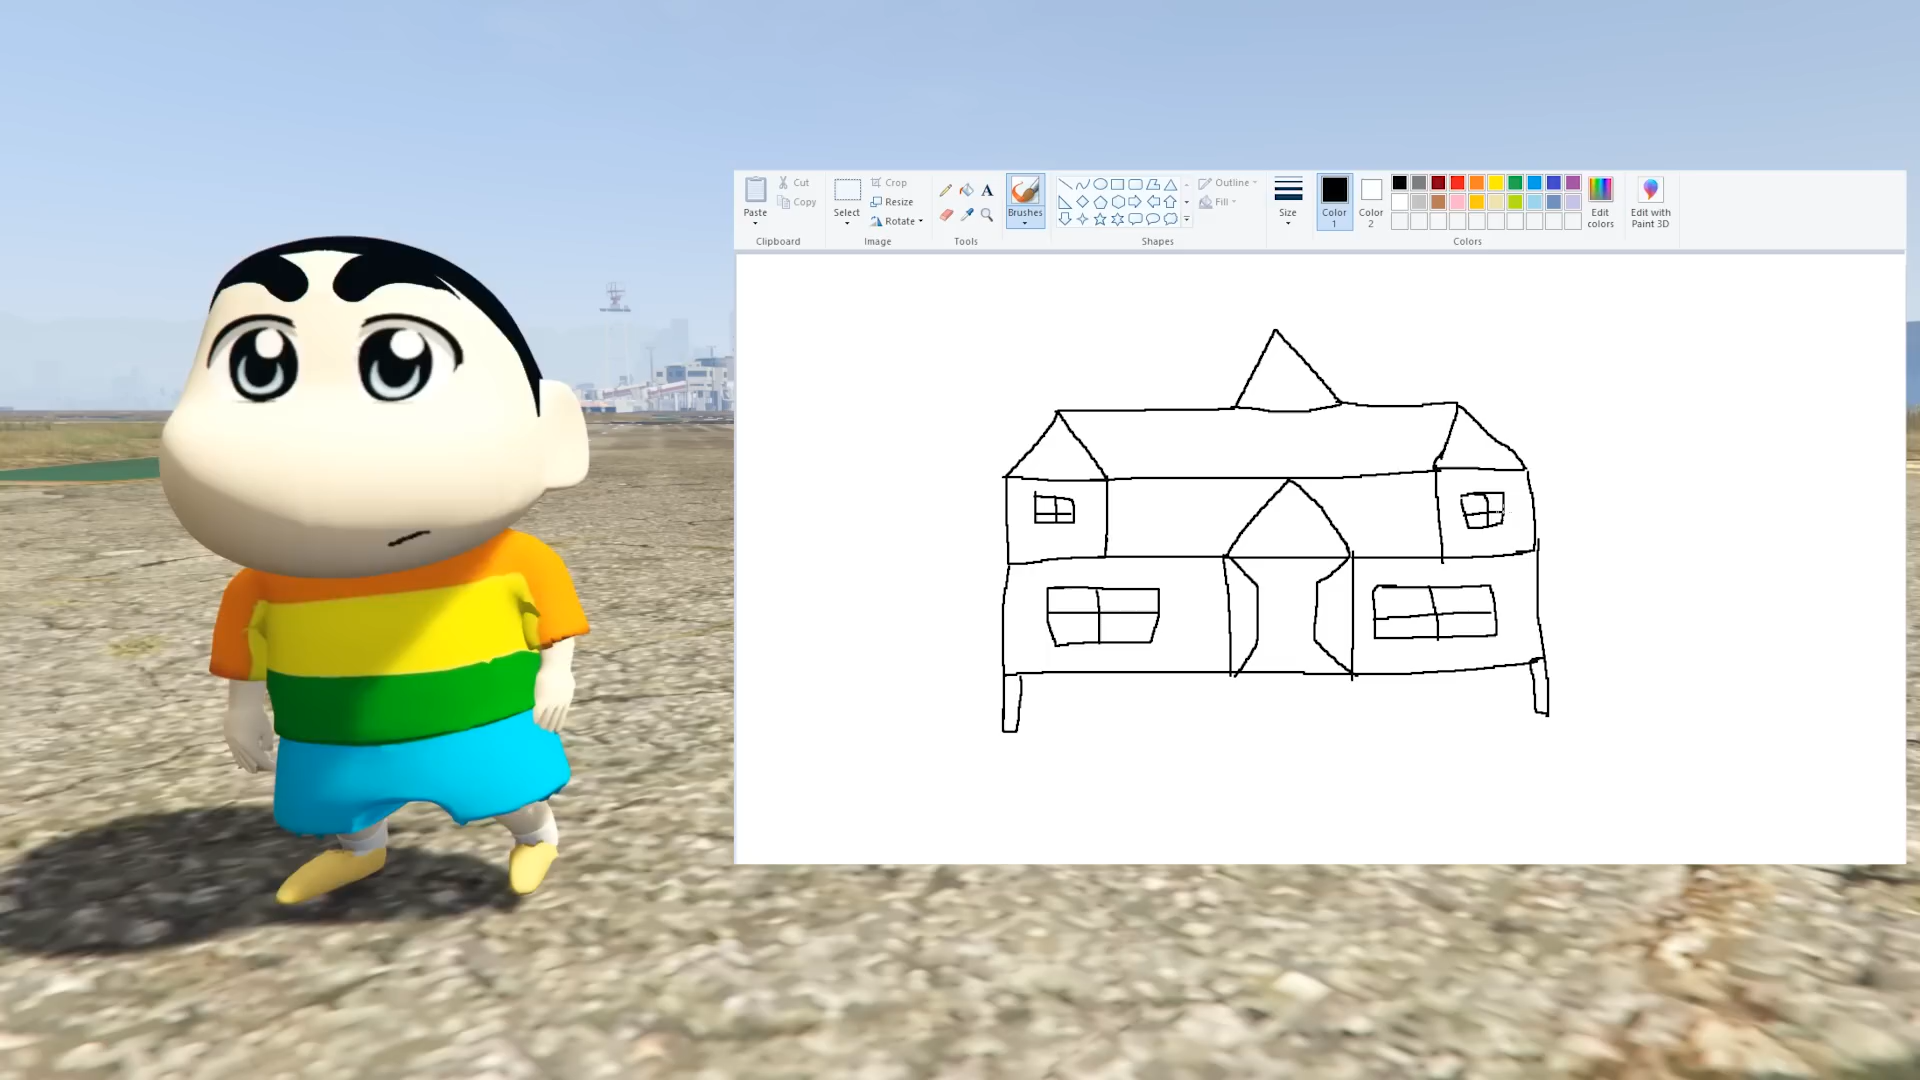 Paste
Cut
Copy
Clipboard
Select
Crop
Resize
Rotate
Image
A
Tools
Brushes
Shapes
Outline
Fill
Size
Color 1
Color 2
Edit colors
Colors
Edit with Paint 3D